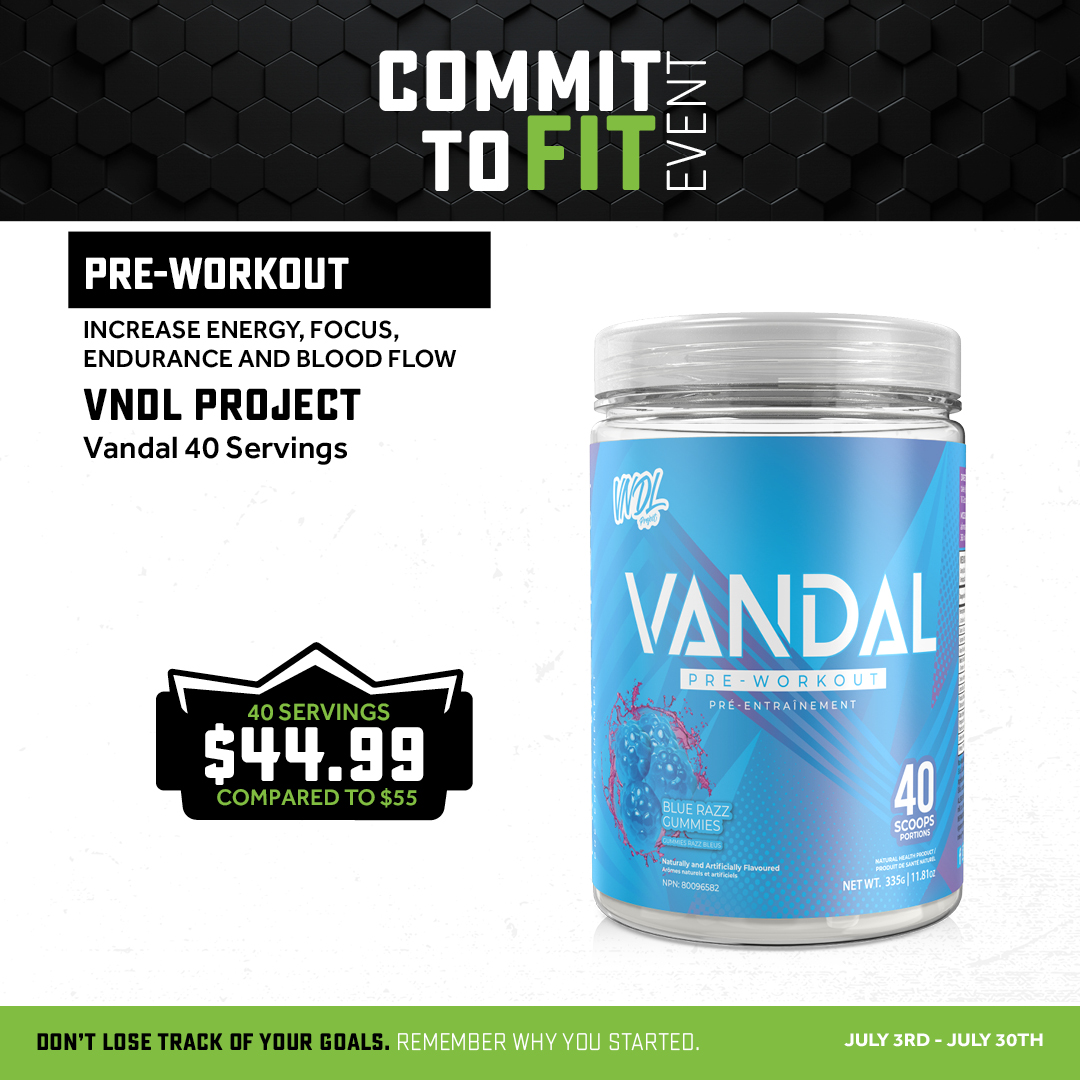 COMMIT
TO FIT
EVENT
PRE-WORKOUT
INCREASE ENERGY, FOCUS,
ENDURANCE AND BLOOD FLOW
VNDL PROJECT
Vandal 40 Servings
40 SERVINGS
$44.99
COMPARED TO $55
VNDL
Project
VANDAL
PRE-WORKOUT
PRÉ-ENTRAÎNEMENT
BLUE RAZZ
GUMMIES
GUMMIES RAZZ BLEUS
Naturally and Artificially Flavoured
Arômes naturels et artificiels
NPN: 80096582
40
SCOOPS
PORTIONS
NATURAL HEALTH PRODUCT /
PRODUIT DE SANTÉ NATUREL
NET WT. 335G | 11.81OZ
DON'T LOSE TRACK OF YOUR GOALS. REMEMBER WHY YOU STARTED.
JULY 3RD - JULY 30TH